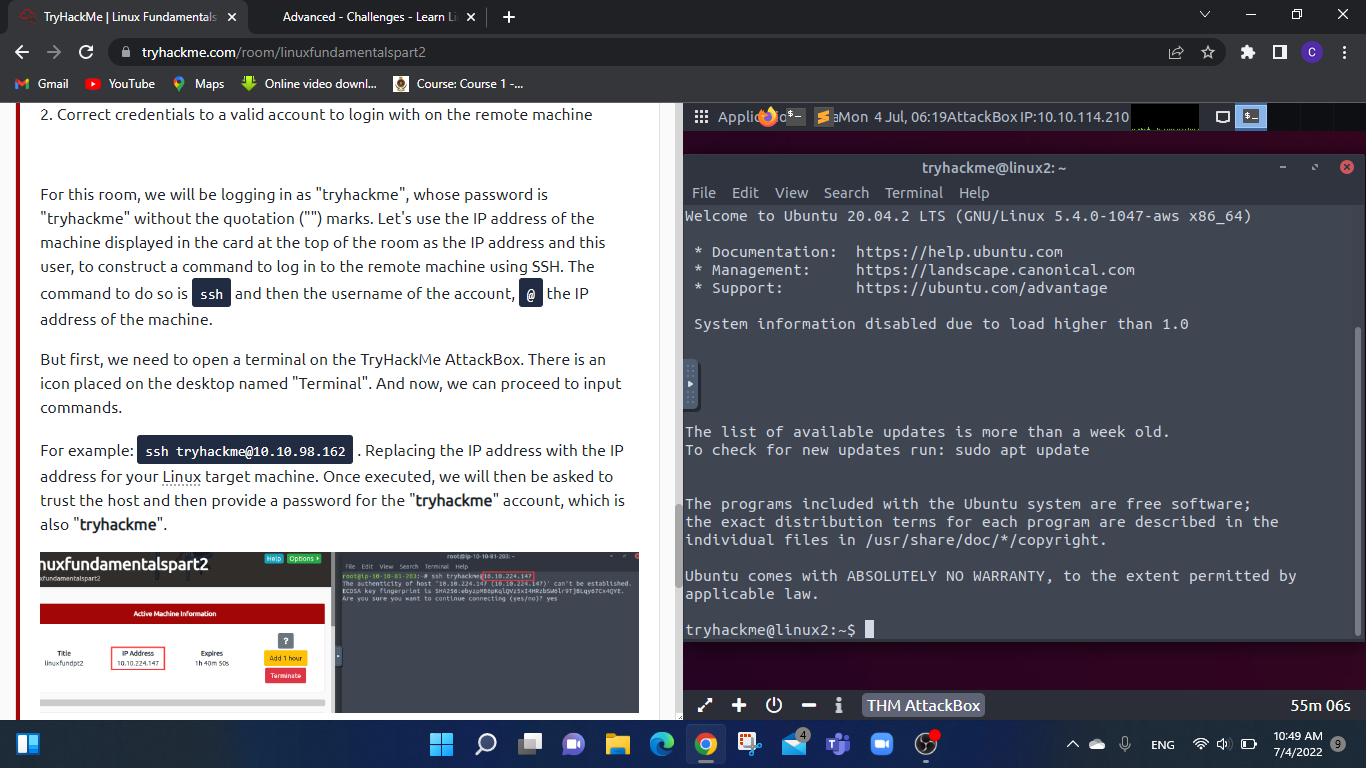 TryHackMe | Linux Fundamentals
Advanced - Challenges - Learn Li
tryhackme.com/room/linuxfundamentalspart2
C
Gmail
YouTube
Maps
Online video downl...
Course: Course 1 -...
2. Correct credentials to a valid account to login with on the remote machine
For this room, we will be logging in as "tryhackme", whose password is
"tryhackme" without the quotation ("") marks. Let's use the IP address of the
machine displayed in the card at the top of the room as the IP address and this
user, to construct a command to log in to the remote machine using SSH. The
command to do so is ssh and then the username of the account, @ the IP
address of the machine.
But first, we need to open a terminal on the TryHackMe AttackBox. There is an
icon placed on the desktop named "Terminal". And now, we can proceed to input
commands.
For example: ssh tryhackme@10.10.98.162 . Replacing the IP address with the IP
address for your Linux target machine. Once executed, we will then be asked to
trust the host and then provide a password for the "tryhackme" account, which is
also "tryhackme".
nuxfundamentalspart2
Help Options
xfundamentalspart2
Active Machine Information
Title
IP Address
Expires
?
linuxfundpt2
10.10.224.147
1h 40m 50s
Add 1 hour
Terminate
root@ip-10-10-81-203: ~
File Edit View Search Terminal Help
root@ip-10-10-81-203:~# ssh tryhackme@10.10.224.147
The authenticity of host '10.10.224.147 (10.10.224.147)' can't be established.
ECDSA key fingerprint is
Are you sure you want to continue connecting (yes/no)? yes
Mon 4 Jul, 06:19 AttackBox IP:10.10.114.210
tryhackme@linux2: ~
File Edit View Search Terminal Help
Welcome to Ubuntu 20.04.2 LTS (GNU/Linux 5.4.0-1047-aws x86_64)
* Documentation: https://help.ubuntu.com
* Management: https://landscape.canonical.com
* Support: https://ubuntu.com/advantage
System information disabled due to load higher than 1.0
The list of available updates is more than a week old.
To check for new updates run: sudo apt update
The programs included with the Ubuntu system are free software;
the exact distribution terms for each program are described in the
individual files in /usr/share/doc/*/copyright.
Ubuntu comes with ABSOLUTELY NO WARRANTY, to the extent permitted by
applicable law.
tryhackme@linux2:~$
THM AttackBox
55m 06s
4
ENG
10:49 AM
7/4/2022
9